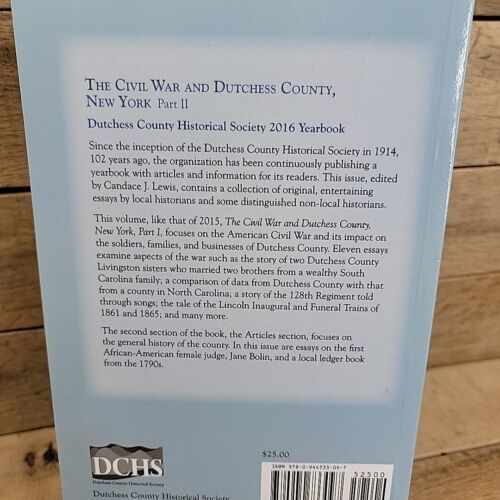 THE CIVIL WAR AND DUTCHESS COUNTY,
NEW YORK Part II
Dutchess County Historical Society 2016 Yearbook
Since the inception of the Dutchess County Historical Society in 1914,
102 years ago, the organization has been continuously publishing a
yearbook with articles and information for its readers. This issue, edited
by Candace J. Lewis, contains a collection of original, entertaining
essays by local historians and some distinguished non-local historians.
This volume, like that of 2015, The Civil War and Dutchess County,
New York, Part I, focuses on the American Civil War and its impact on
the soldiers, families, and businesses of Dutchess County. Eleven essays
examine aspects of the war such as the story of two Dutchess County
Livingston sisters who married two brothers from a wealthy South
Carolina family; a comparison of data from Dutchess County with that
from a county in North Carolina; a story of the 128th Regiment told
through songs; the tale of the Lincoln Inaugural and Funeral Trains of
1861 and 1865; and many more.
The second section of the book, the Articles section, focuses on
the general history of the county. In this issue are essays on the first
African-American female judge, Jane Bolin, and a local ledger book
from the 1790s.
DCHS
Dutchess County Historical Society
Dutchess County Historical Society
$25.00
ISBN 978-0-944733-09-7
52500